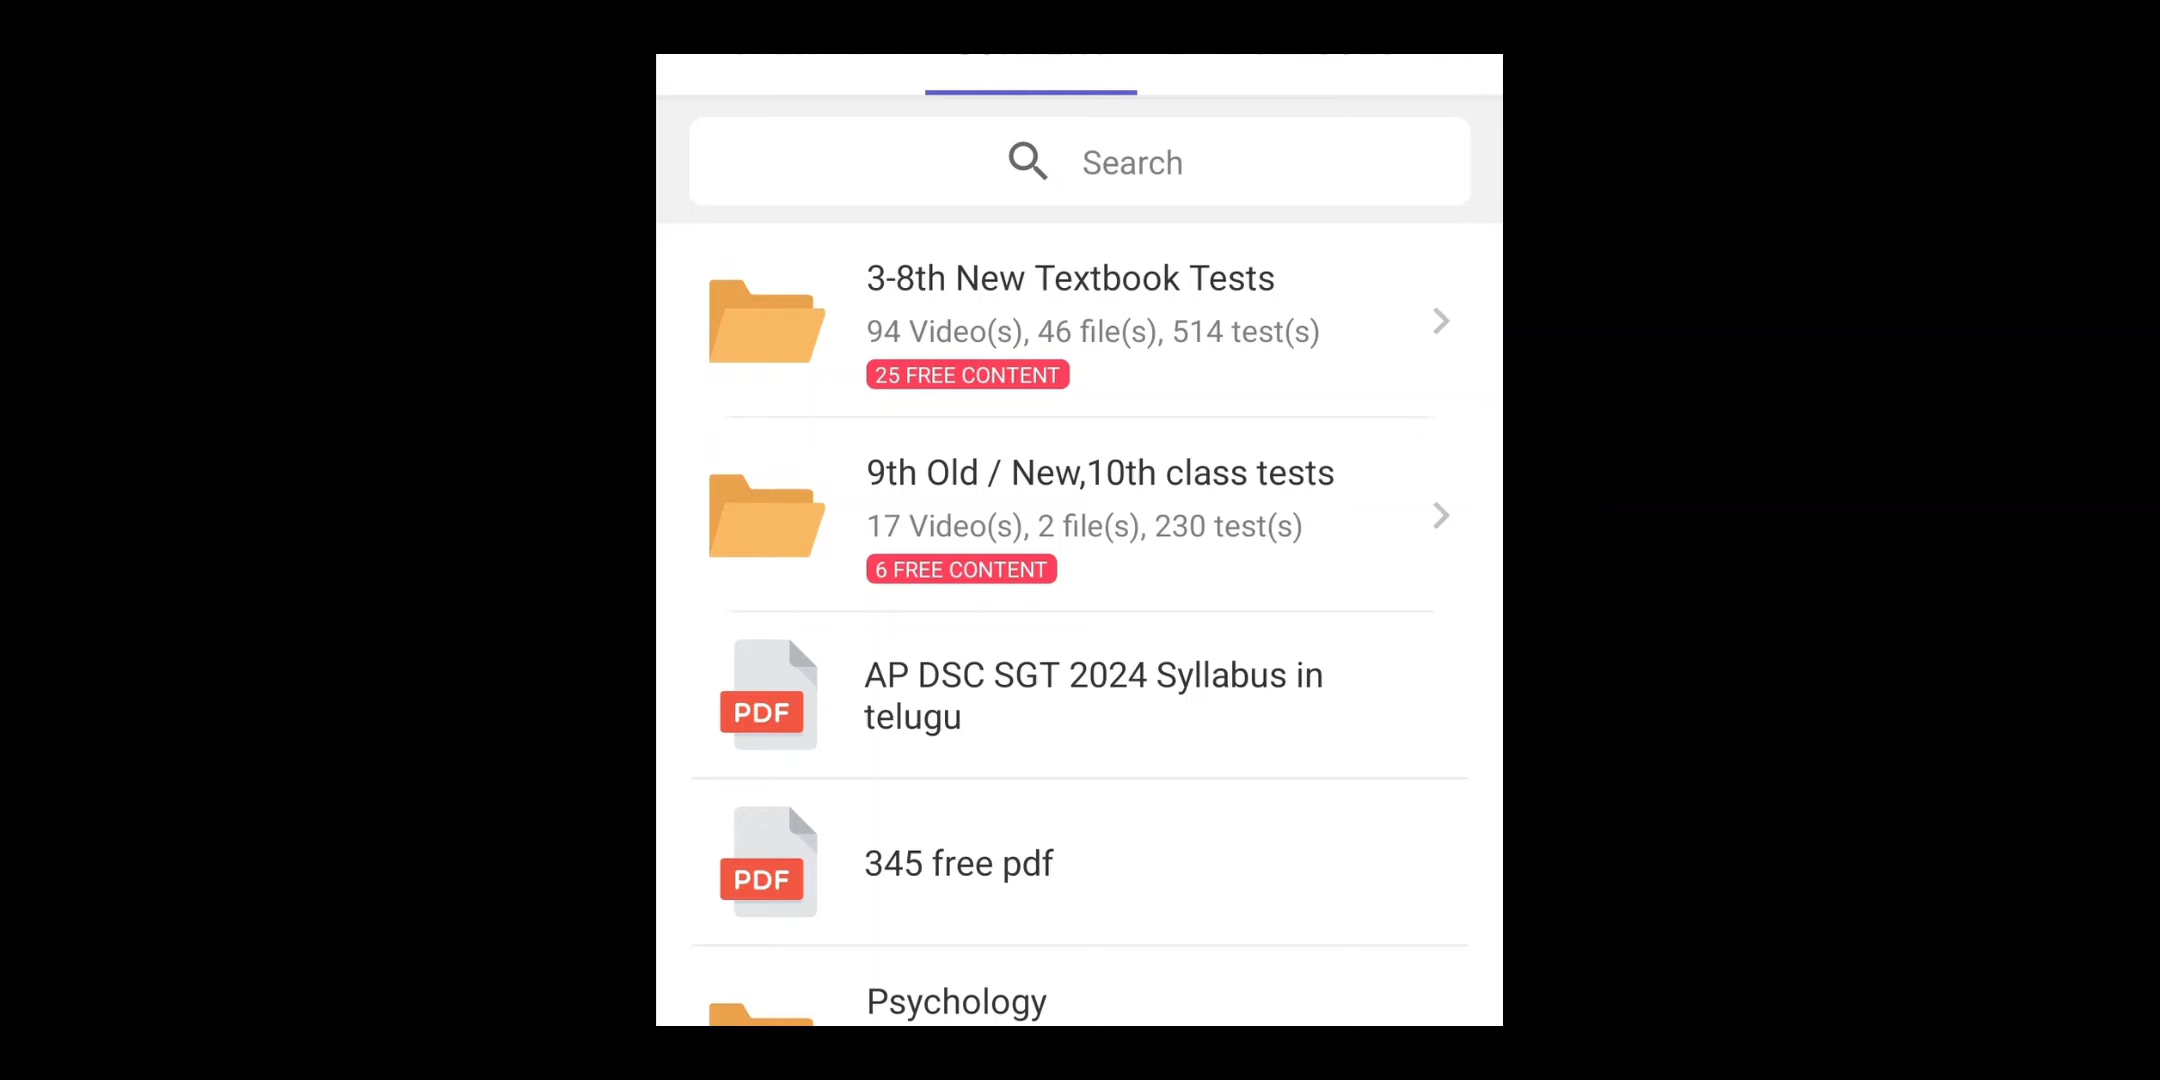 Search
3-8th New Textbook Tests
94 Video(s), 46 file(s), 514 test(s)
25 FREE CONTENT
9th Old / New,10th class tests
17 Video(s), 2 file(s), 230 test(s)
6 FREE CONTENT
PDF
AP DSC SGT 2024 Syllabus in
telugu
PDF
345 free pdf
Psychology